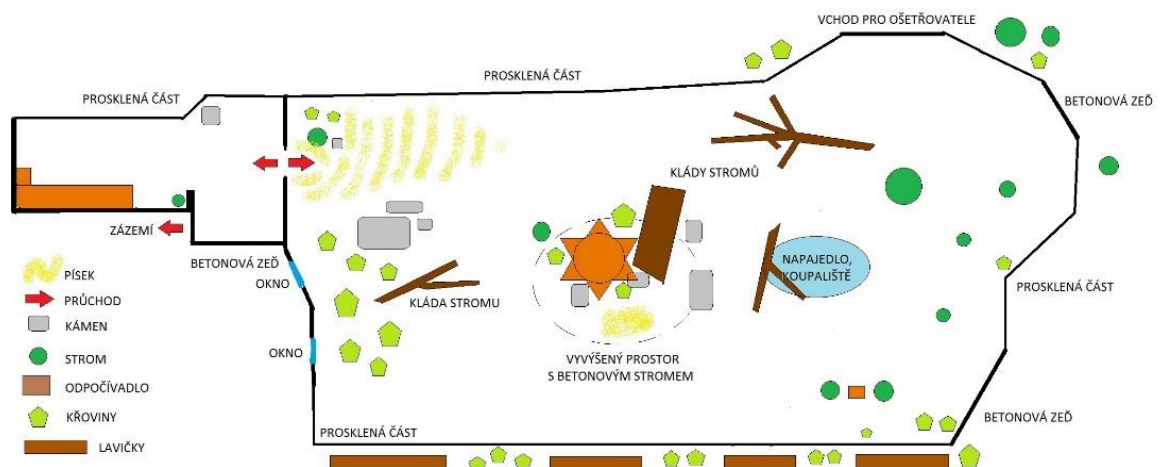 VCHOD PRO OŠETŘOVATELE
PROSKLENÁ ČÁST
PROSKLENÁ ČÁST
BETONOVÁ ZEĎ
KLÁDY STROMŮ
ZÁZEMÍ
BETONOVÁ ZEĎ
OKNO
NAPAJEDLO,
KOUPALIŠTĚ
PROSKLENÁ ČÁST
KLÁDA STROMU
OKNO
VYVÝŠENÝ PROSTOR
S BETONOVÝM STROMEM
PROSKLENÁ ČÁST
BETONOVÁ ZEĎ
PÍSEK
PRŮCHOD
KÁMEN
STROM
ODPOČÍVADLO
KŘOVINY
LAVIČKY